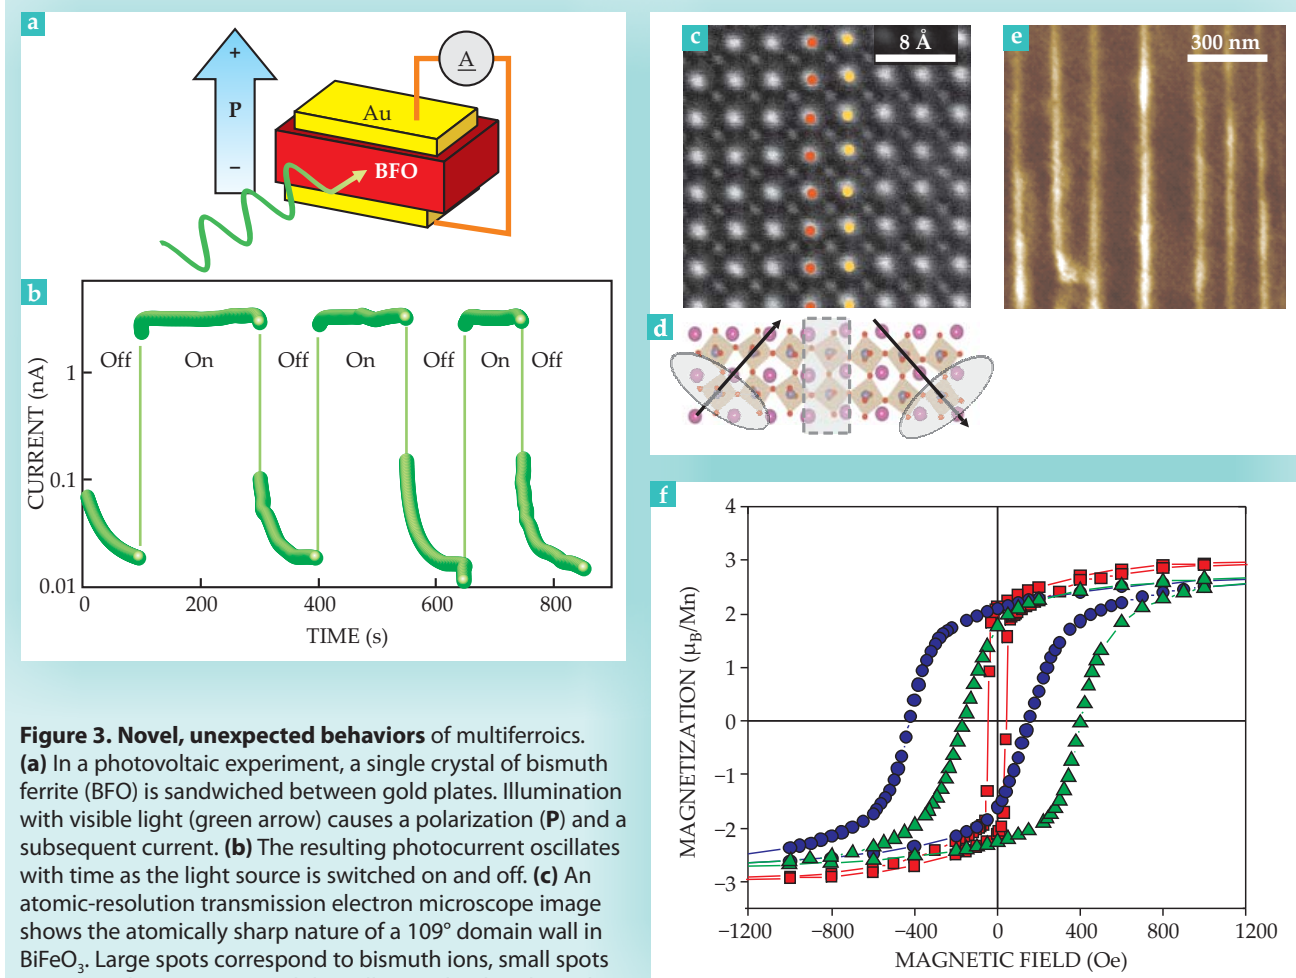 a
+
P
−
Au
A
BFO
b
Off
On
Off
On
Off
On
Off
1
0.1
0.01
CURRENT (nA)
0
200
400
600
800
TIME (s)
c
8 Å
e
300 nm
d
f
4
3
2
1
0
−1
−2
−3
MAGNETIZATION (μB/Mn)
−1200
−800
−400
0
400
800
1200
MAGNETIC FIELD (Oe)
Figure 3. Novel, unexpected behaviors of multiferroics.
(a) In a photovoltaic experiment, a single crystal of bismuth
ferrite (BFO) is sandwiched between gold plates. Illumination
with visible light (green arrow) causes a polarization (P) and a
subsequent current. (b) The resulting photocurrent oscillates
with time as the light source is switched on and off. (c) An
atomic-resolution transmission electron microscope image
shows the atomically sharp nature of a 109° domain wall in
BiFeO₃. Large spots correspond to bismuth ions, small spots